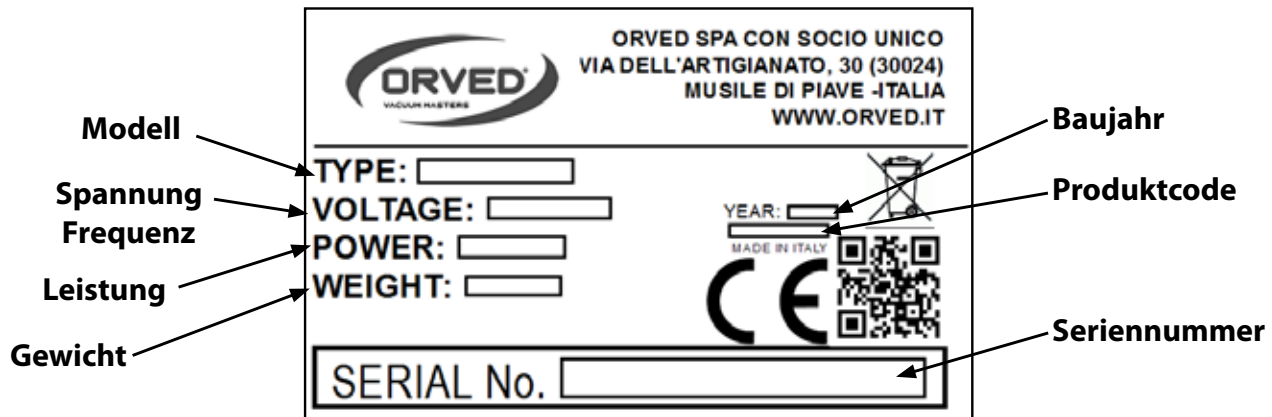 ORVED
VACUUM MASTERS
ORVED SPA CON SOCIO UNICO
VIA DELL'ARTIGIANATO, 30 (30024)
MUSILE DI PIAVE -ITALIA
WWW.ORVED.IT
Modell
Spannung
Frequenz
Leistung
Gewicht
TYPE:
VOLTAGE:
POWER:
WEIGHT:
YEAR:
MADE IN ITALY
CE
SERIAL No.
Baujahr
Produktcode
Seriennummer